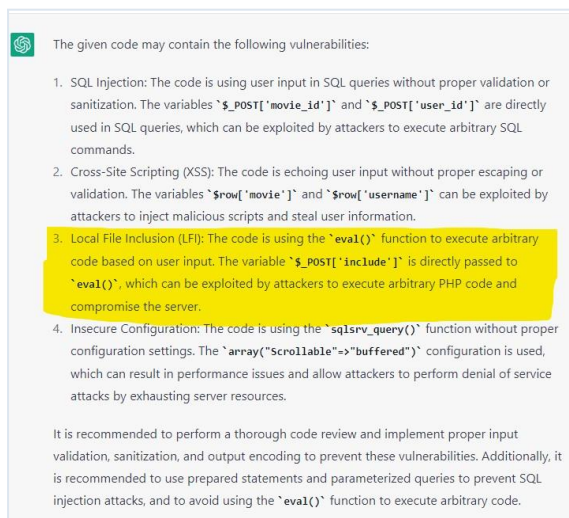 The given code may contain the following vulnerabilities:
1. SQL Injection: The code is using user input in SQL queries without proper validation or
sanitization. The variables `$_POST['movie_id']` and `$_POST['user_id']` are directly
used in SQL queries, which can be exploited by attackers to execute arbitrary SQL
commands.
2. Cross-Site Scripting (XSS): The code is echoing user input without proper escaping or
validation. The variables `$row['movie']` and `$row['username']` can be exploited by
attackers to inject malicious scripts and steal user information.
3. Local File Inclusion (LFI): The code is using the `eval()` function to execute arbitrary
code based on user input. The variable `$_POST['include']` is directly passed to
`eval()`, which can be exploited by attackers to execute arbitrary PHP code and
compromise the server.
4. Insecure Configuration: The code is using the `sqlsrv_query()` function without proper
configuration settings. The `array("Scrollable"=>"buffered")` configuration is used,
which can result in performance issues and allow attackers to perform denial of service
attacks by exhausting server resources.
It is recommended to perform a thorough code review and implement proper input
validation, sanitization, and output encoding to prevent these vulnerabilities. Additionally, it
is recommended to use prepared statements and parameterized queries to prevent SQL
injection attacks, and to avoid using the `eval()` function to execute arbitrary code.